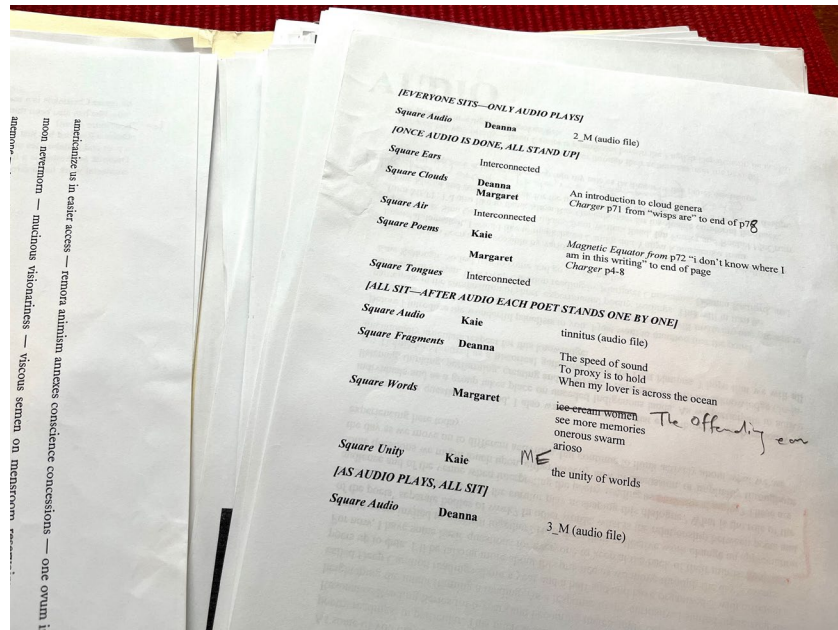 americanize us in easier access — remora animism annexes conscience concessions — one ovum
moon nevermom — mucinous visionariness — viscous semen on mensroom
[EVERYONE SITS—ONLY AUDIO PLAYS]
Square Audio Deanna 2_M (audio file)
[ONCE AUDIO IS DONE, ALL STAND UP]
Square Ears Interconnected
Square Clouds Deanna An introduction to cloud genera
Margaret Charger p71 from "wisps are" to end of p78
Square Air Interconnected
Square Poems Kaie Magnetic Equator from p72 "i don't know where I
am in this writing" to end of page
Margaret Charger p4-8
Square Tongues Interconnected
[ALL SIT—AFTER AUDIO EACH POET STANDS ONE BY ONE]
Square Audio Kaie tinnitus (audio file)
Square Fragments Deanna The speed of sound
To proxy is to hold
When my lover is across the ocean
Square Words Margaret ice cream women The Offending
see more memories
onerous swarm
arioso
Square Unity Kaie ME the unity of worlds
[AS AUDIO PLAYS, ALL SIT]
Square Audio Deanna 3_M (audio file)